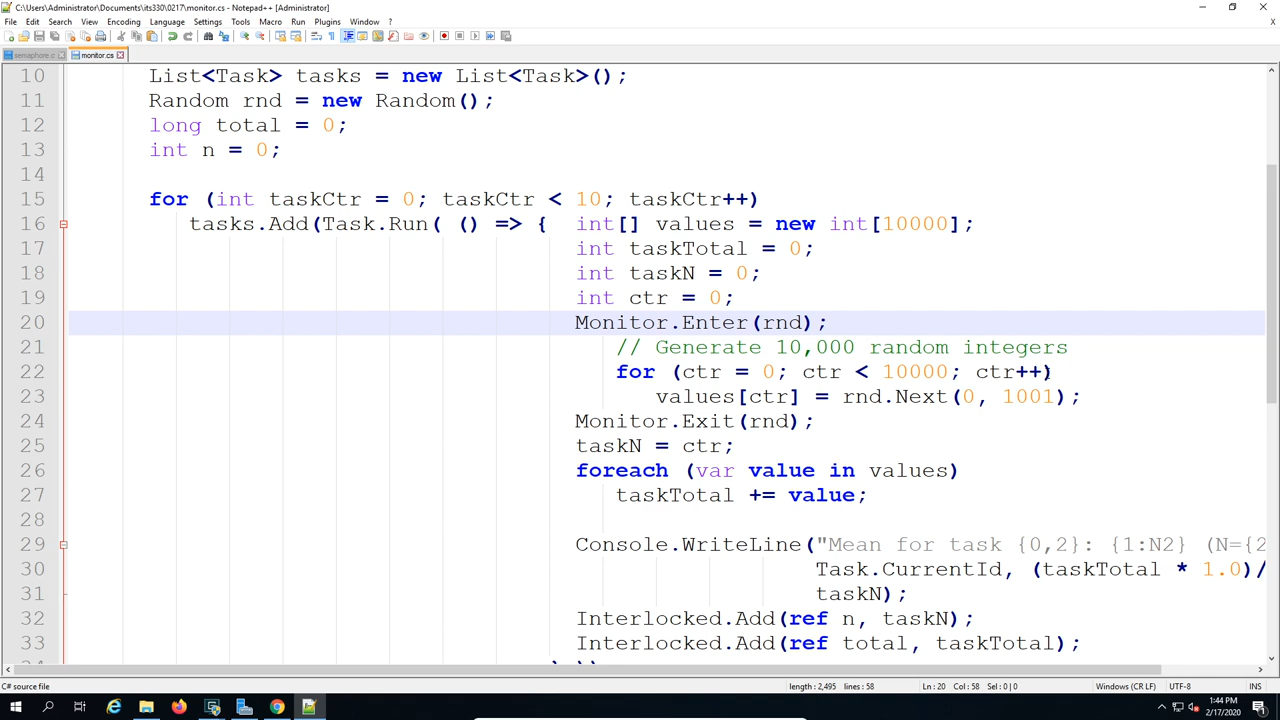 C:\Users\Administrator\Documents\its330\0217\monitor.cs - Notepad++ [Administrator]
File Edit Search View Encoding Language Settings Tools Macro Run Plugins Window ?
semaphore.c monitor.cs
10 List<Task> tasks = new List<Task>();
11 Random rnd = new Random();
12 long total = 0;
13 int n = 0;
14
15 for (int taskCtr = 0; taskCtr < 10; taskCtr++)
16 tasks.Add(Task.Run( () => { int[] values = new int[10000];
17 int taskTotal = 0;
18 int taskN = 0;
19 int ctr = 0;
20 Monitor.Enter(rnd);
21 // Generate 10,000 random integers
22 for (ctr = 0; ctr < 10000; ctr++)
23 values[ctr] = rnd.Next(0, 1001);
24 Monitor.Exit(rnd);
25 taskN = ctr;
26 foreach (var value in values)
27 taskTotal += value;
28
29 Console.WriteLine("Mean for task {0,2}: {1:N2} (N={2
30 Task.CurrentId, (taskTotal * 1.0)/
31 taskN);
32 Interlocked.Add(ref n, taskN);
33 Interlocked.Add(ref total, taskTotal);
C# source file length : 2,495 lines : 58 Ln : 20 Col : 58 Sel : 0 | 0 Windows (CR LF) UTF-8 INS
1:44 PM
2/17/2020